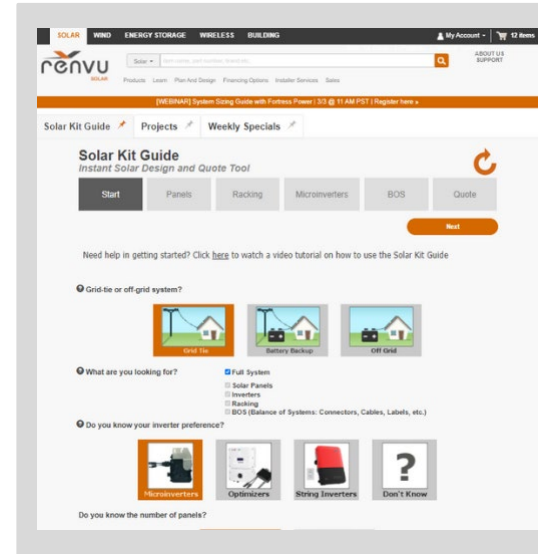 SOLAR WIND ENERGY STORAGE WIRELESS BUILDING My Account 12 items
renvu SOLAR
Solar
ABOUT US
SUPPORT
Products Learn Plan And Design Financing Options Installer Services Sales
[WEBINAR] System Sizing Guide with Fortress Power | 3/3 @ 11 AM PST | Register here »
Solar Kit Guide Projects Weekly Specials
Solar Kit Guide
Instant Solar Design and Quote Tool
Start Panels Racking Microinverters BOS Quote
Next
Need help in getting started? Click here to watch a video tutorial on how to use the Solar Kit Guide
Grid-tie or off-grid system?
Grid Tie Battery Backup Off Grid
What are you looking for? Full System
Solar Panels
Inverters
Racking
BOS (Balance of Systems: Connectors, Cables, Labels, etc.)
Do you know your inverter preference?
?
Microinverters Optimizers String Inverters Don't Know
Do you know the number of panels?